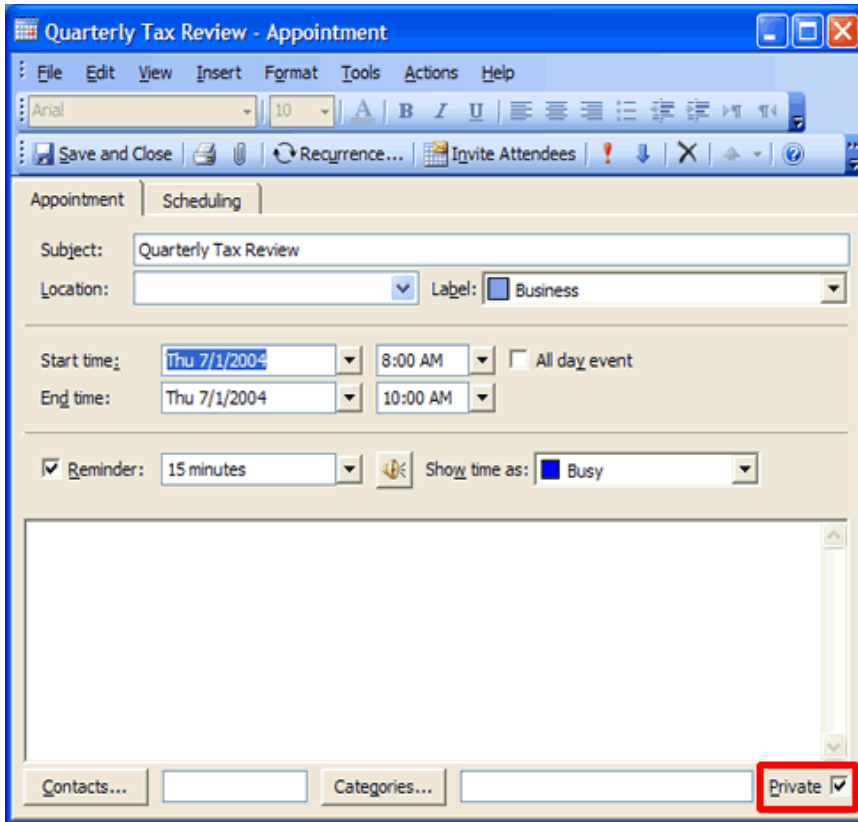 Quarterly Tax Review - Appointment
File Edit View Insert Format Tools Actions Help
Arial 10 A B I U
Save and Close Recurrence... Invite Attendees
Appointment Scheduling
Subject: Quarterly Tax Review
Location: Label: Business
Start time: Thu 7/1/2004 8:00 AM All day event
End time: Thu 7/1/2004 10:00 AM
Reminder: 15 minutes Show time as: Busy
Contacts... Categories... Private